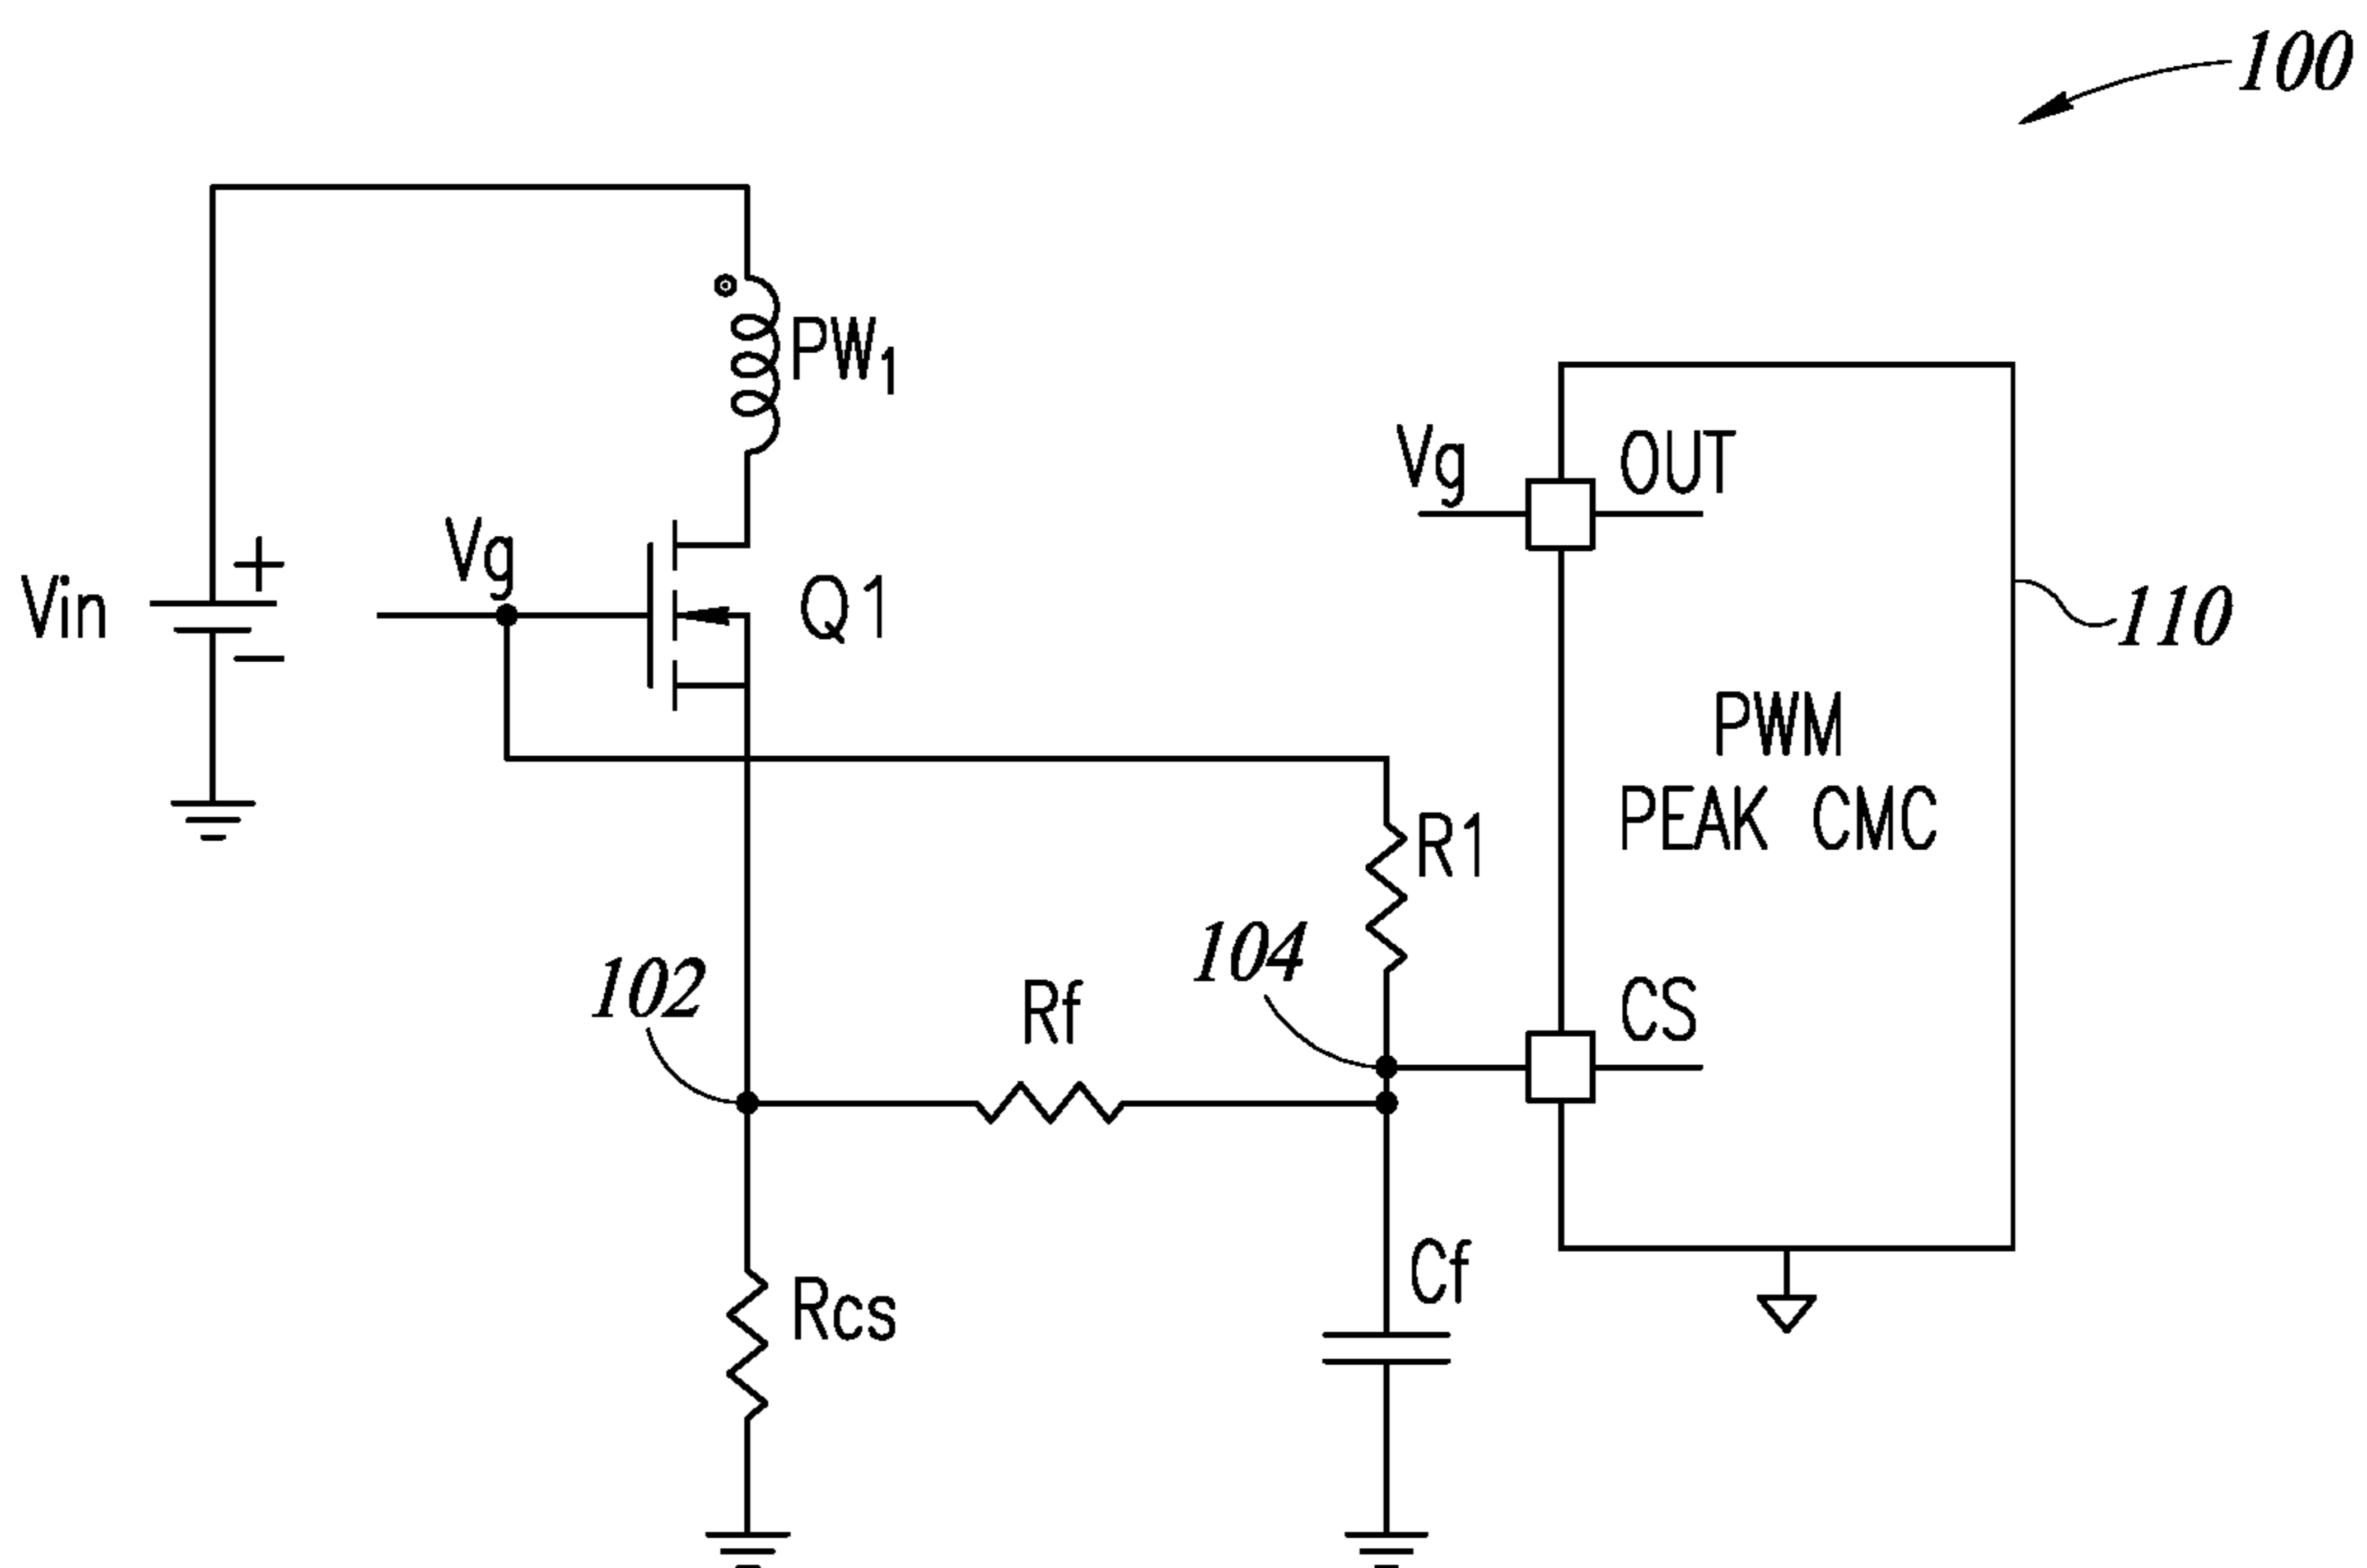 100
PW1
Vg
OUT
Vg
+
Vin
Q1
−
110
PWM
PEAK CMC
R1
104
102
Rf
CS
Cf
Rcs